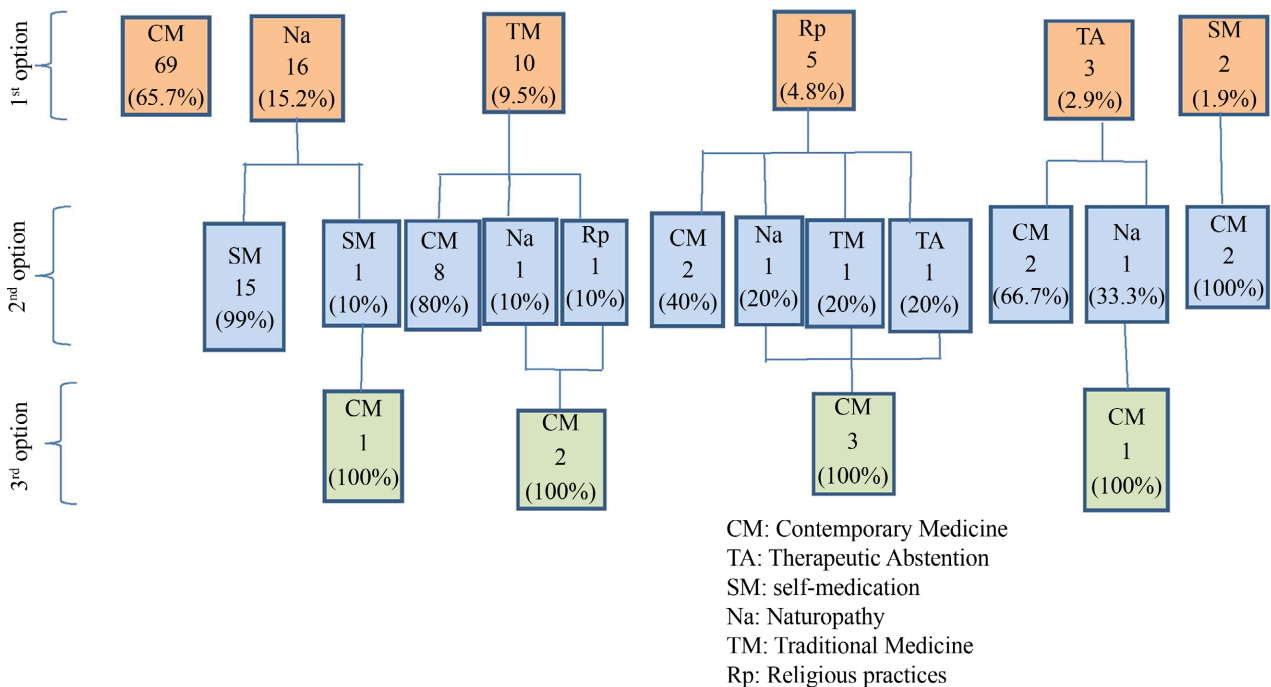 1st option
CM
69
(65.7%)
Na
16
(15.2%)
TM
10
(9.5%)
Rp
5
(4.8%)
TA
3
(2.9%)
SM
2
(1.9%)
2nd option
SM
15
(99%)
SM
1
(10%)
CM
8
(80%)
Na
1
(10%)
Rp
1
(10%)
CM
2
(40%)
Na
1
(20%)
TM
1
(20%)
TA
1
(20%)
CM
2
(66.7%)
Na
1
(33.3%)
CM
2
(100%)
3rd option
CM
1
(100%)
CM
2
(100%)
CM
3
(100%)
CM
1
(100%)
CM: Contemporary Medicine
TA: Therapeutic Abstention
SM: self-medication
Na: Naturopathy
TM: Traditional Medicine
Rp: Religious practices